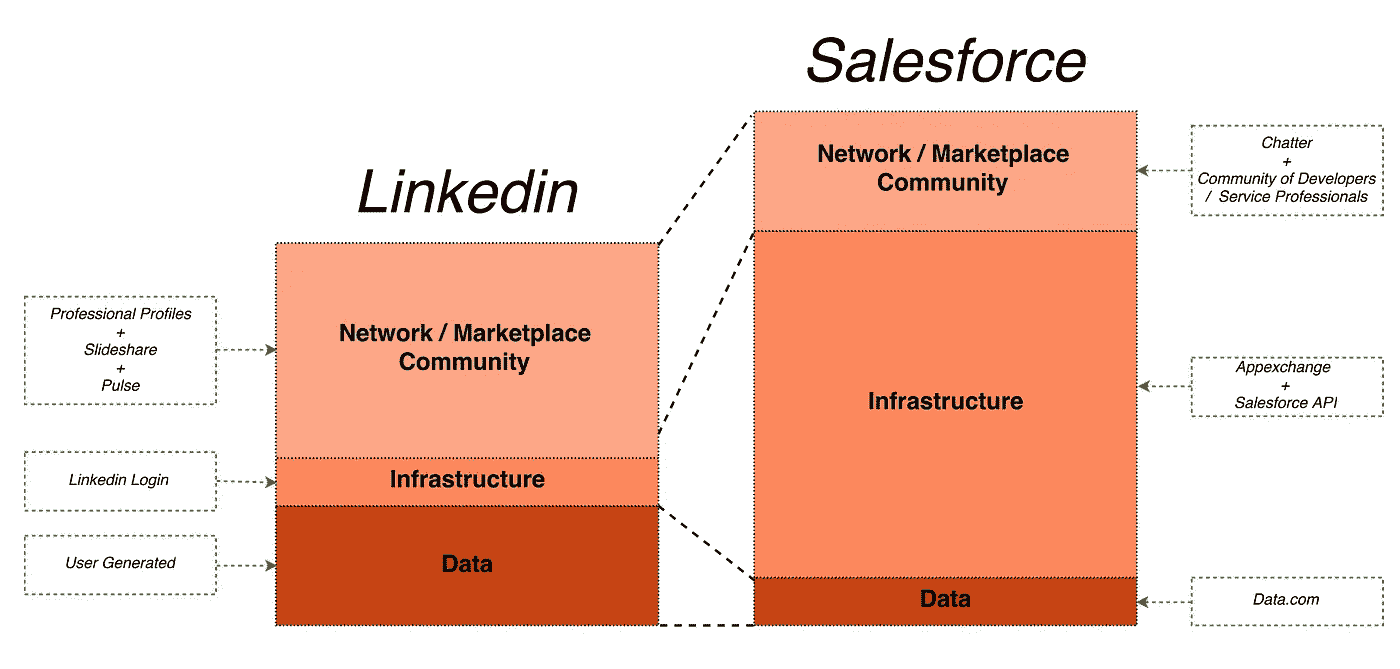 Salesforce
Linkedin
Network / Marketplace
Community
Infrastructure
Data
Professional Profiles
+
Slideshare
+
Pulse
Linkedin Login
User Generated
Network / Marketplace
Community
Infrastructure
Data
Chatter
+
Community of Developers
/ Service Professionals
Appexchange
+
Salesforce API
Data.com